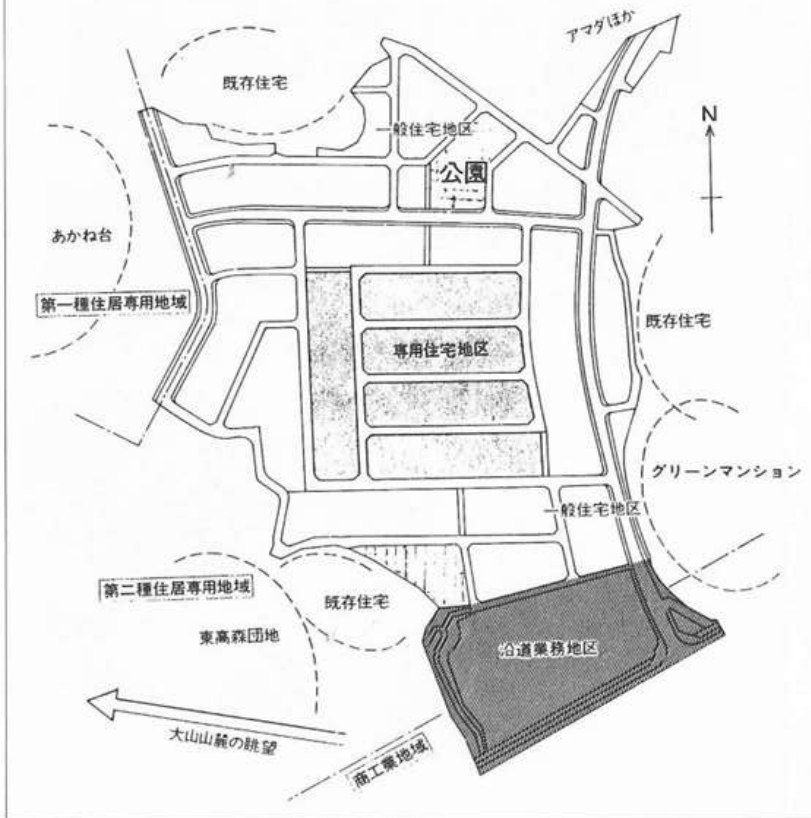 アマダほか
既存住宅
一般住宅地区
N
公園
あかね台
第一種住居専用地域
既存住宅
専用住宅地区
グリーンマンション
一般住宅地区
第二種住居専用地域
既存住宅
東高森団地
沿道業務地区
大山山麓の眺望
商工業地域